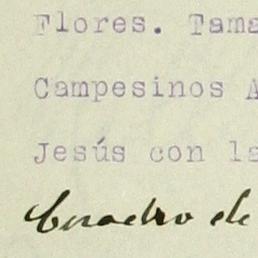 Flores. Tama
Campesinos A
Jesús con la
Cuadro de